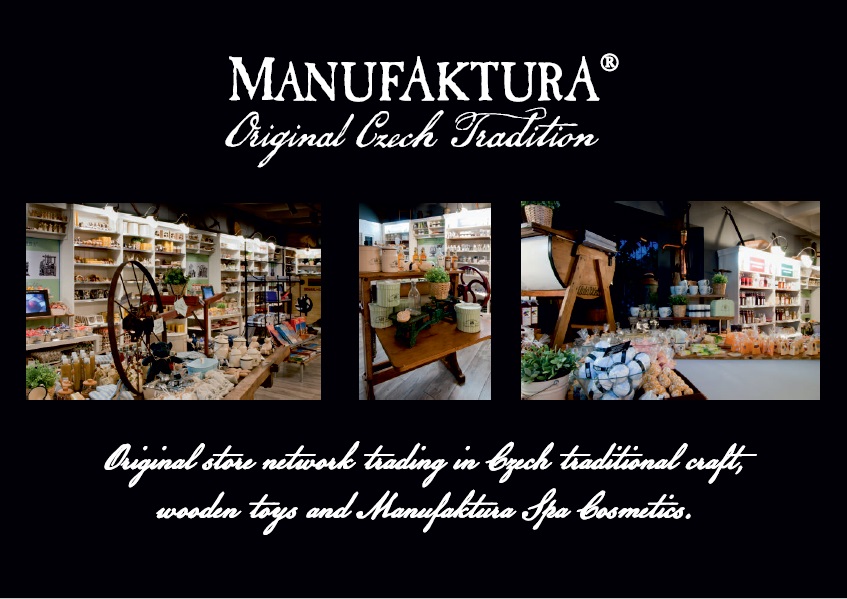 MANUFAKTURA®
Original Czech Tradition
Original store network trading in Czech traditional craft,
wooden toys and Manufaktura Spa Cosmetics.